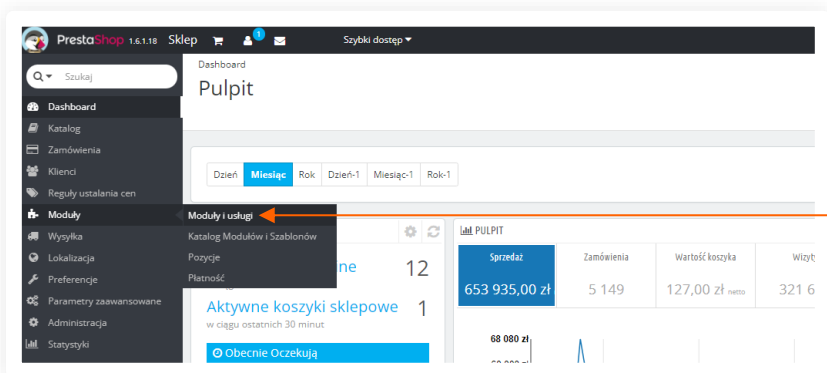 PrestaShop 1.6.1.18 Sklep 1 Szybki dostęp
Szukaj
Dashboard
Katalog
Zamówienia
Klienci
Reguły ustalania cen
Moduły
Wysyłka
Lokalizacja
Preferencje
Parametry zaawansowane
Administracja
Statystyki
Moduły i usługi
Katalog Modułów i Szablonów
Pozycje
Płatność
Dashboard
Pulpit
Dzień Miesiąc Rok Dzień-1 Miesiąc-1 Rok-1
12
Aktywne koszyki sklepowe 1
w ciągu ostatnich 30 minut
Obecnie Oczekują
PULPIT
Sprzedaż Zamówienia Wartość koszyka Wizyty
653 935,00 zł 5 149 127,00 zł netto 321 6
68 080 zł